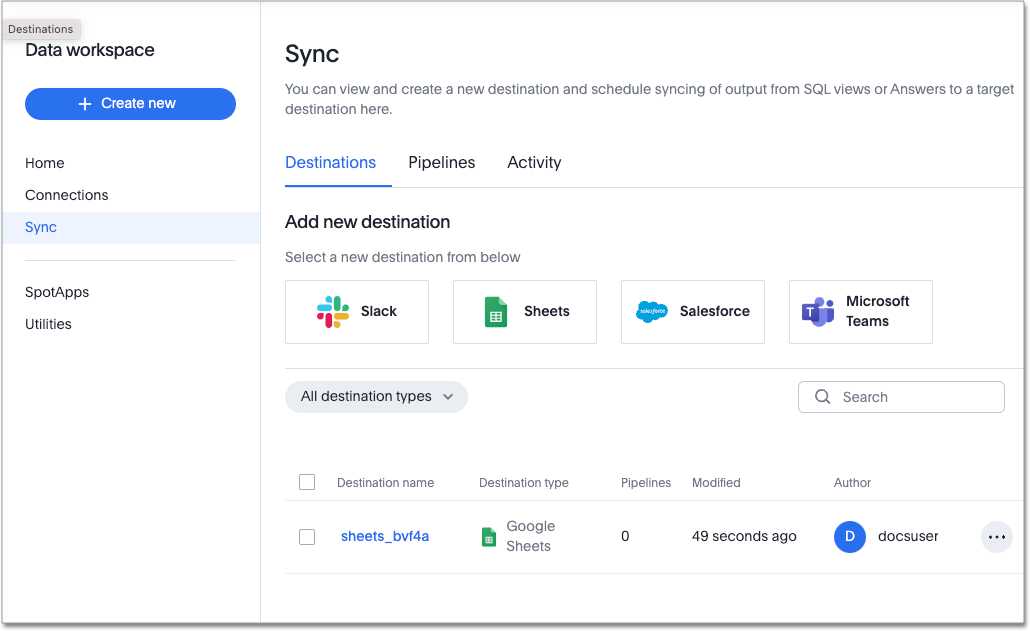 Destinations
Data workspace
+ Create new
Home
Connections
Sync
SpotApps
Utilities
Sync
You can view and create a new destination and schedule syncing of output from SQL views or Answers to a target
destination here.
Destinations Pipelines Activity
Add new destination
Select a new destination from below
Slack
Sheets
salesforce
Salesforce
T
Microsoft
Teams
All destination types
Search
Destination name Destination type Pipelines Modified Author
sheets_bvf4a
Google
Sheets
0
49 seconds ago
D
docsuser